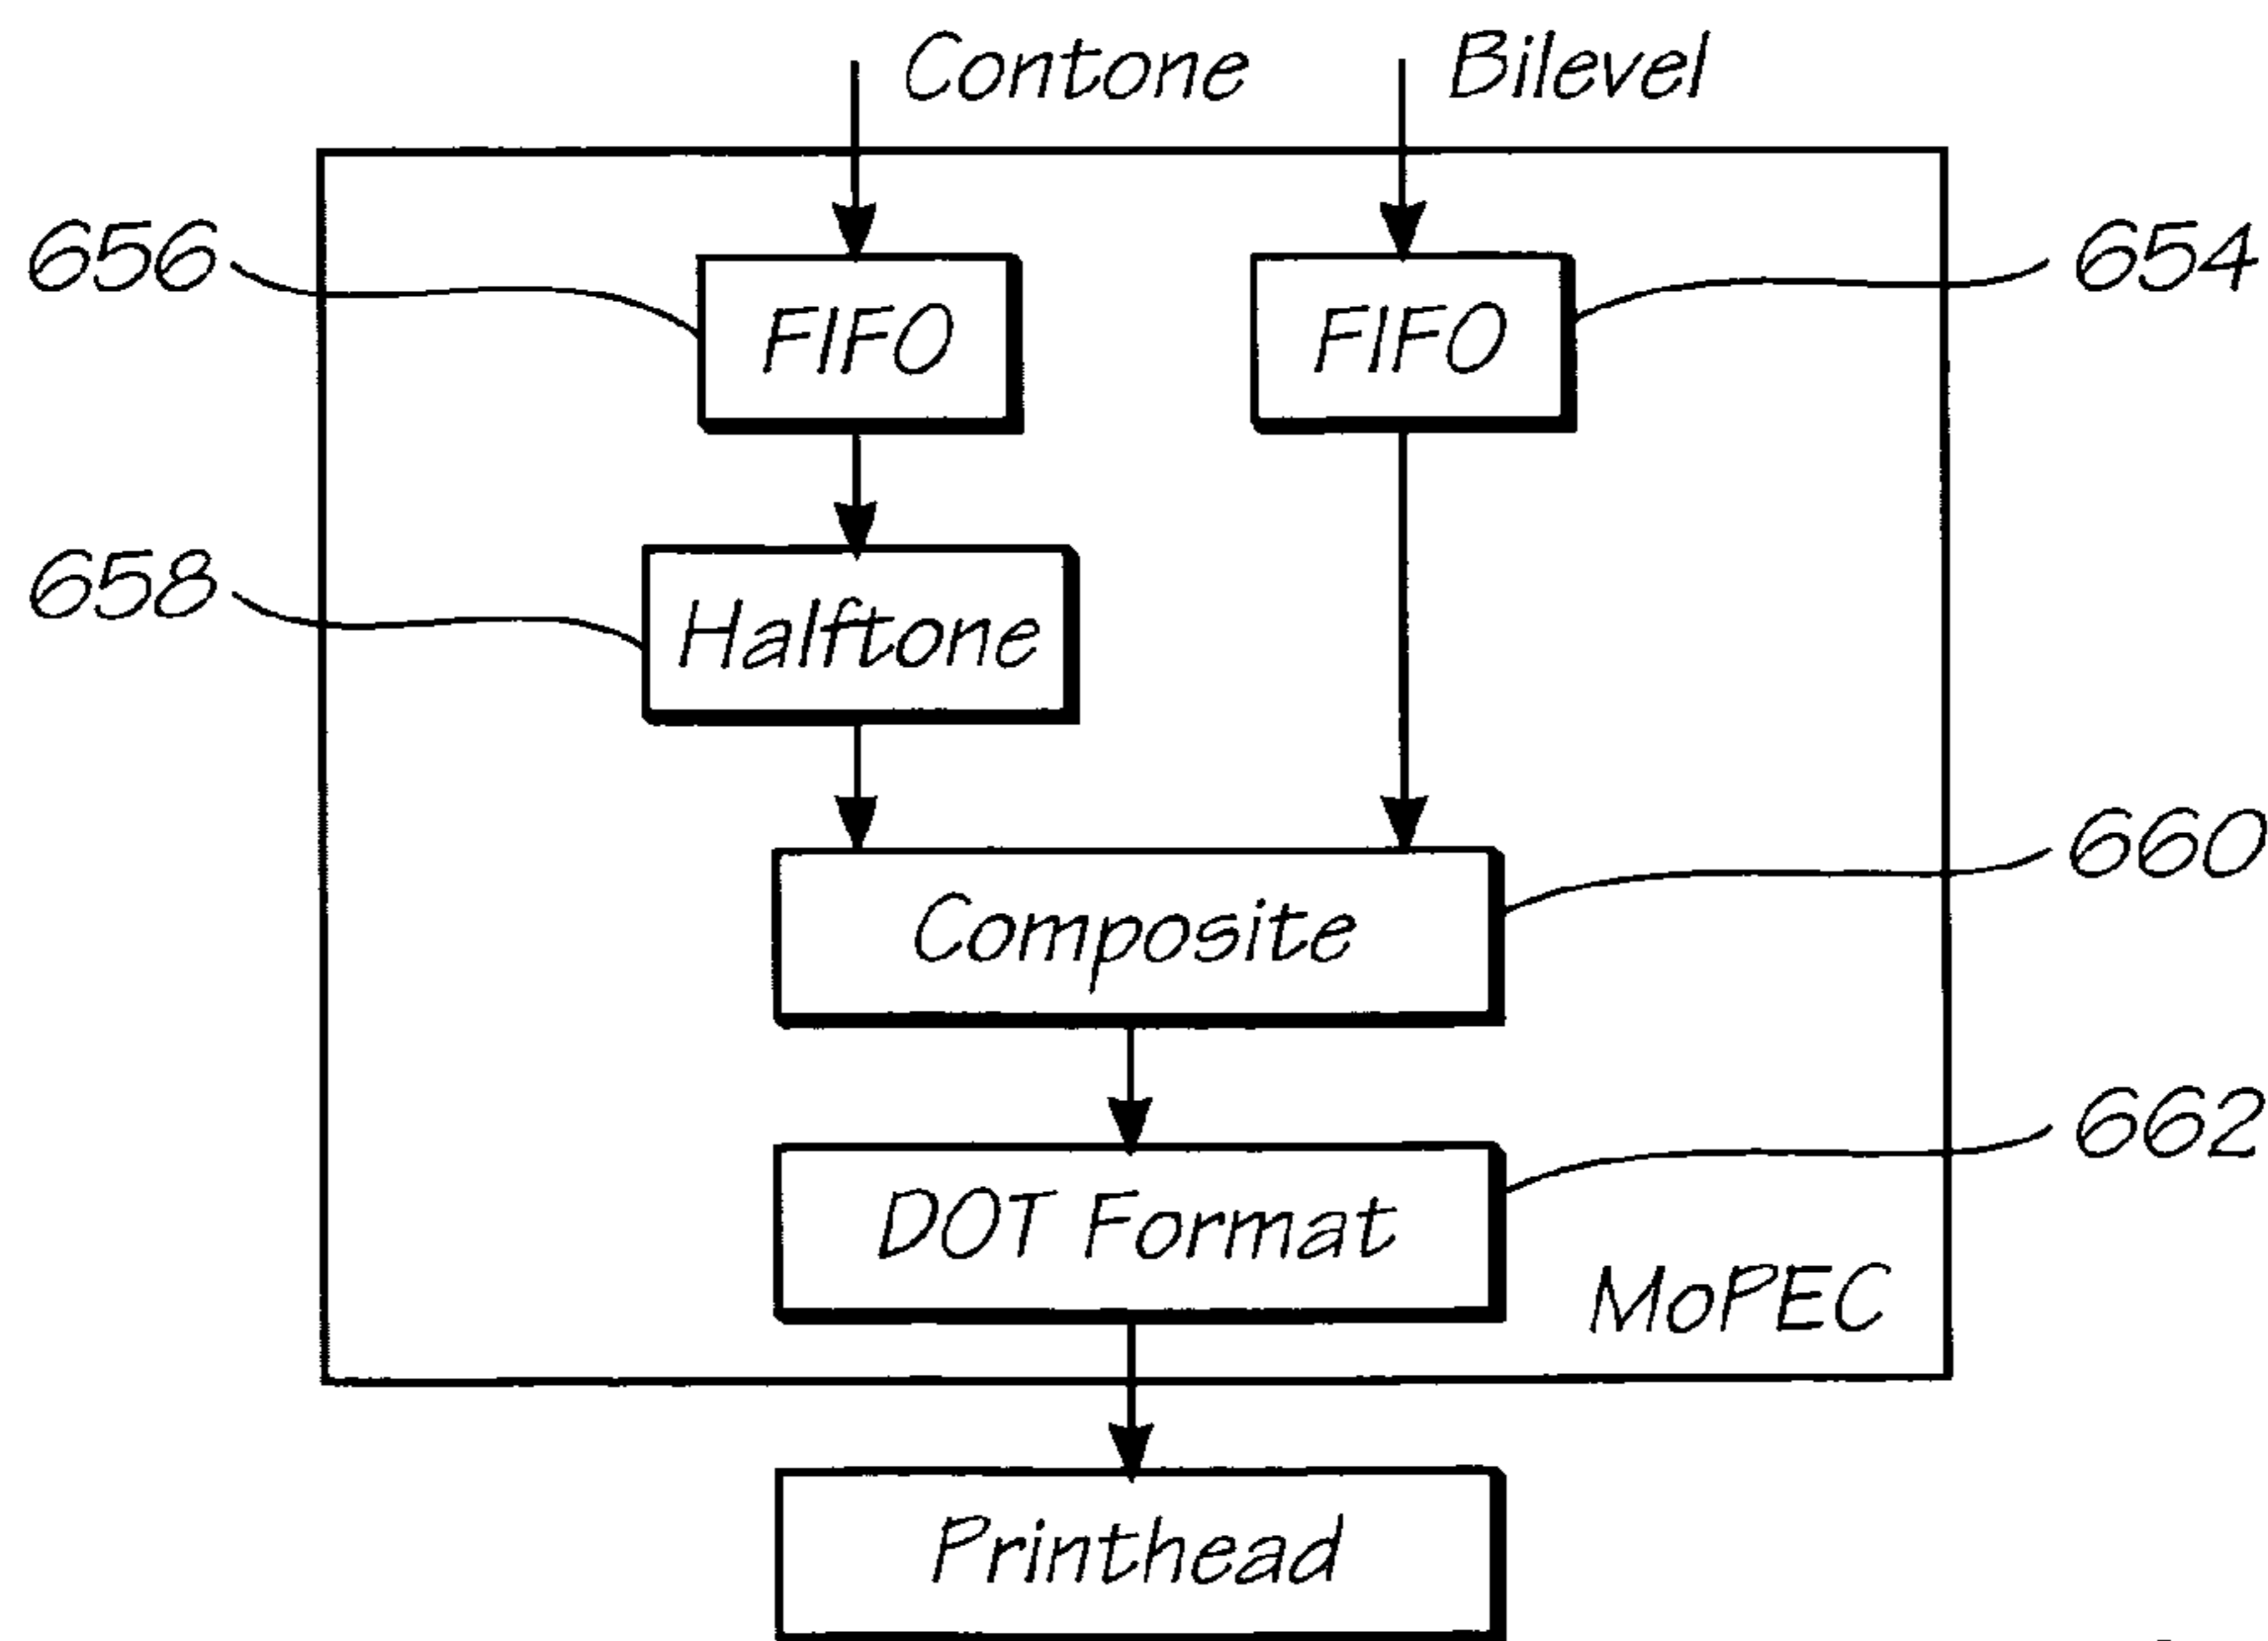 Contone
Bilevel
656
FIFO
FIFO
654
658
Halftone
660
Composite
662
DOT Format
MoPEC
Printhead